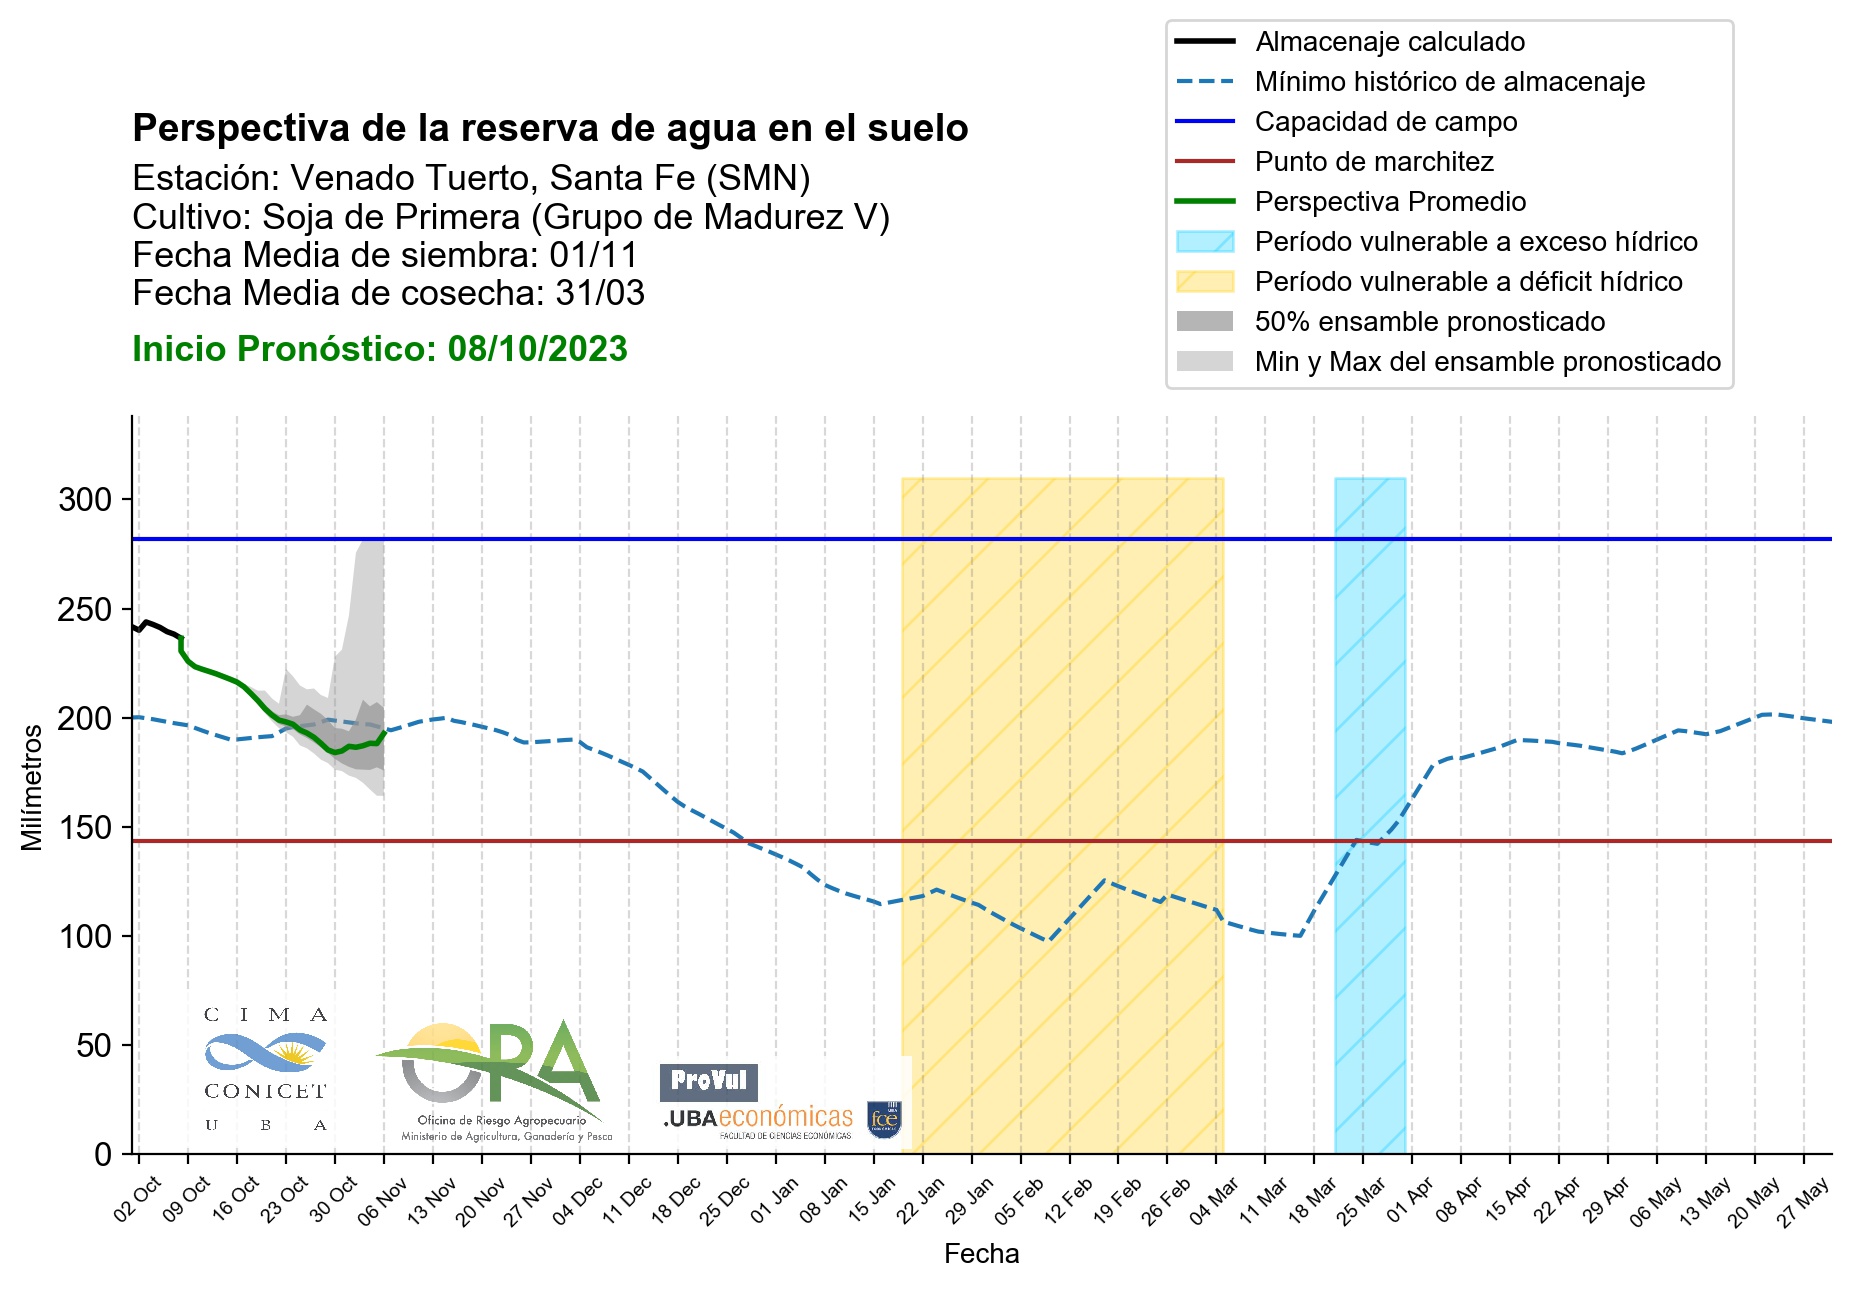 Almacenaje calculado
Mínimo histórico de almacenaje
Capacidad de campo
Punto de marchitez
Perspectiva Promedio
Período vulnerable a exceso hídrico
Período vulnerable a déficit hídrico
50% ensamble pronosticado
Min y Max del ensamble pronosticado
Perspectiva de la reserva de agua en el suelo
Estación: Venado Tuerto, Santa Fe (SMN)
Cultivo: Soja de Primera (Grupo de Madurez V)
Fecha Media de siembra: 01/11
Fecha Media de cosecha: 31/03
Inicio Pronóstico: 08/10/2023
Milímetros
300
250
200
150
100
50
0
CIMA
CONICET
UBA
ORA
Oficina de Riesgo Agropecuario
Ministerio de Agricultura, Ganadería y Pesca
ProVul
.UBAeconómicas
FACULTAD DE CIENCIAS ECONÓMICAS
fce
02 Oct
09 Oct
16 Oct
23 Oct
30 Oct
06 Nov
13 Nov
20 Nov
27 Nov
04 Dec
11 Dec
18 Dec
25 Dec
01 Jan
08 Jan
15 Jan
22 Jan
29 Jan
05 Feb
12 Feb
19 Feb
26 Feb
04 Mar
11 Mar
18 Mar
25 Mar
01 Apr
08 Apr
15 Apr
22 Apr
29 Apr
06 May
13 May
20 May
27 May
Fecha